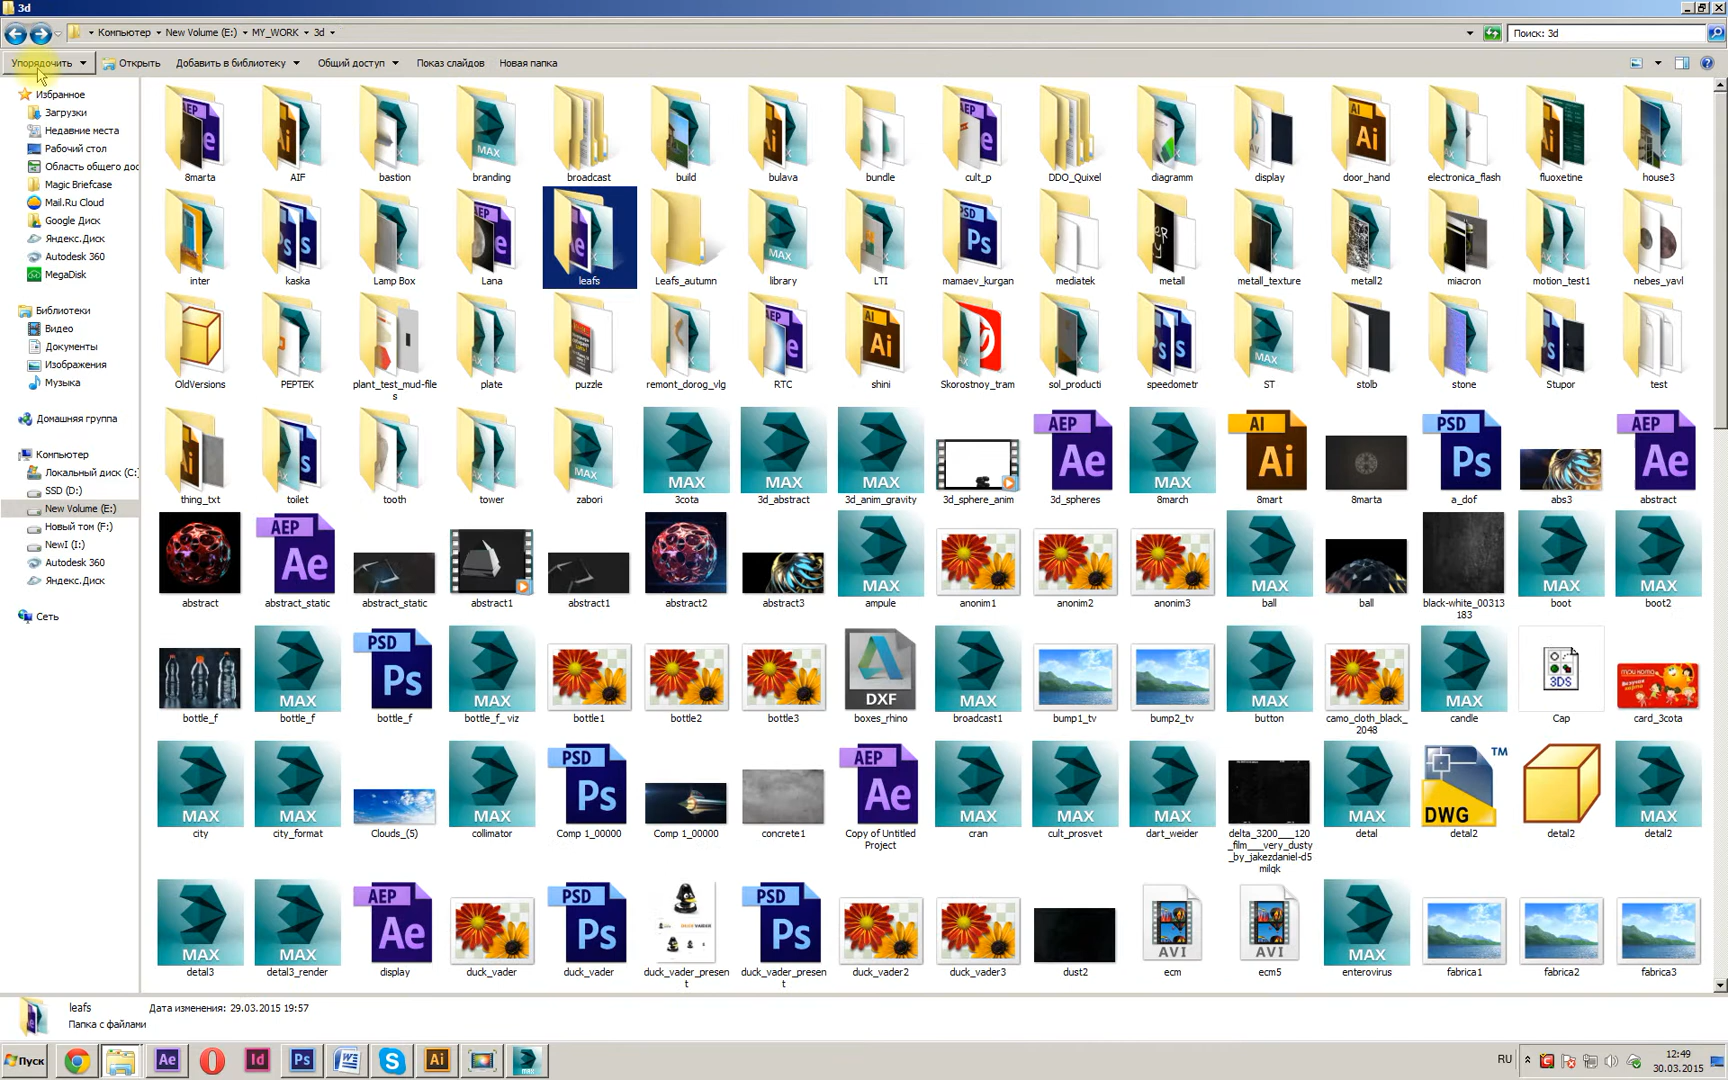 3d
Компьютер New Volume (E:) MY_WORK 3d
Поиск: 3d
Упорядочить Открыть Добавить в библиотеку Общий доступ Показ слайдов Новая папка
Избранное
Загрузки
Недавние места
Рабочий стол
Область общего дос
Magic Briefcase
Mail.Ru Cloud
Google Диск
Яндекс.Диск
Autodesk 360
MegaDisk
Библиотеки
Видео
Документы
Изображения
Музыка
Домашняя группа
Компьютер
Локальный диск (C:
SSD (D:)
New Volume (E:)
Новый том (F:)
NewI (I:)
Autodesk 360
Яндекс.Диск
Сеть
8marta AIF bastion branding broadcast build bulava bundle cult_p DDO_Quixel diagramm display door_hand electronica_flash fluoxetine house3
inter kaska Lamp Box Lana leafs Leafs_autumn library LTI mamaev_kurgan mediatek metall metall_texture metall2 miacron motion_test1 nebes_yavl
OldVersions PEPTEK plant_test_mud-file plate puzzle remont_dorog_vlg RTC shini Skorostnoy_tram sol_producti speedometr ST stolb stone Stupor test
s
thing_txt toilet tooth tower zabori 3cota 3d_abstract 3d_anim_gravity 3d_sphere_anim 3d_spheres 8march 8mart 8marta a_dof abs3 abstract
abstract abstract_static abstract_static abstract1 abstract1 abstract2 abstract3 ampule anonim1 anonim2 anonim3 ball ball black-white_00313 boot boot2
183
bottle_f bottle_f bottle_f bottle_f_viz bottle1 bottle2 bottle3 boxes_rhino broadcast1 bump1_tv bump2_tv button camo_cloth_black_ candle Cap card_3cota
2048
city city_format Clouds_(5) collimator Comp 1_00000 Comp 1_00000 concrete1 Copy of Untitled cran cult_prosvet dart_weider delta_3200___120 detal detal2 detal2 detal2
Project
_film___very_dusty
_by_jakezdaniel-d5
milqk
detal3 detal3_render display duck_vader duck_vader duck_vader_presen duck_vader_presen duck_vader2 duck_vader3 dust2 ecm ecm5 enterovirus fabrica1 fabrica2 fabrica3
t t
leafs Дата изменения: 29.03.2015 19:57
Папка с файлами
Пуск
RU
12:49
30.03.2015